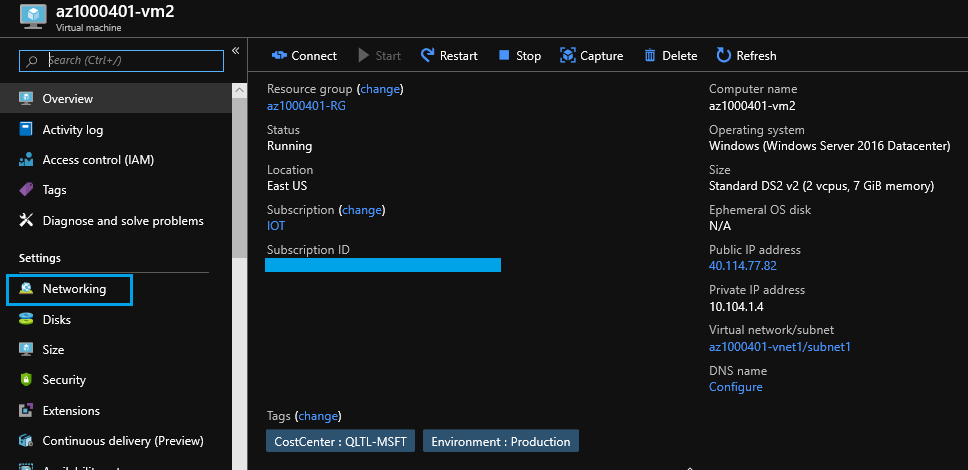 az1000401-vm2
Virtual machine
Search (Ctrl+/)
«
Overview
Activity log
Access control (IAM)
Tags
Diagnose and solve problems
Settings
Networking
Disks
Size
Security
Extensions
Continuous delivery (Preview)
Connect Start Restart Stop Capture Delete Refresh
Resource group (change)
az1000401-RG
Status
Running
Location
East US
Subscription (change)
IOT
Subscription ID
Computer name
az1000401-vm2
Operating system
Windows (Windows Server 2016 Datacenter)
Size
Standard DS2 v2 (2 vcpus, 7 GiB memory)
Ephemeral OS disk
N/A
Public IP address
40.114.77.82
Private IP address
10.104.1.4
Virtual network/subnet
az1000401-vnet1/subnet1
DNS name
Configure
Tags (change)
CostCenter : QLTL-MSFT Environment : Production